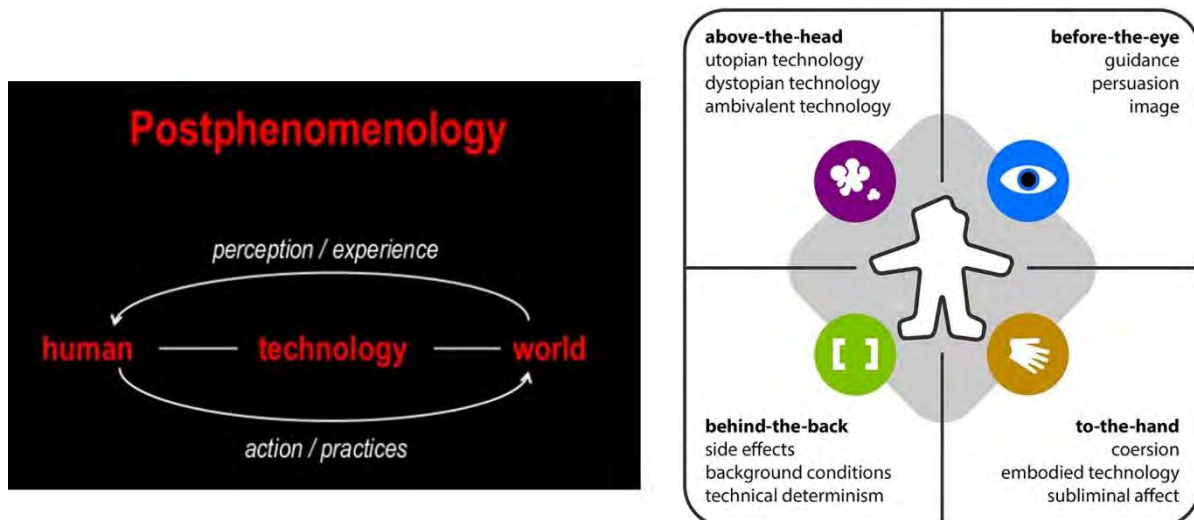 Postphenomenology
perception / experience
human
technology
world
action / practices
above-the-head
utopian technology
dystopian technology
ambivalent technology
before-the-eye
guidance
persuasion
image
behind-the-back
side effects
background conditions
technical determinism
to-the-hand
coersion
embodied technology
subliminal affect